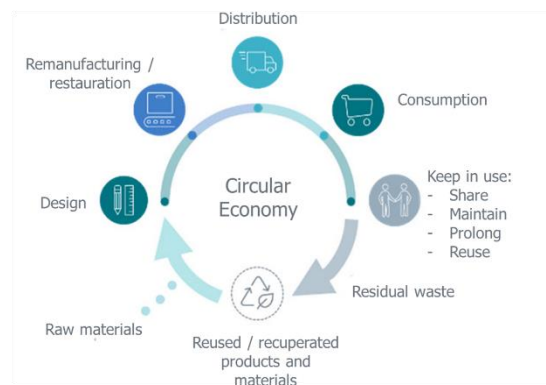 Distribution
Remanufacturing /
restauration
Consumption
Design
Circular
Economy
Keep in use:
- Share
- Maintain
- Prolong
- Reuse
Residual waste
Raw materials
Reused / recuperated
products and
materials